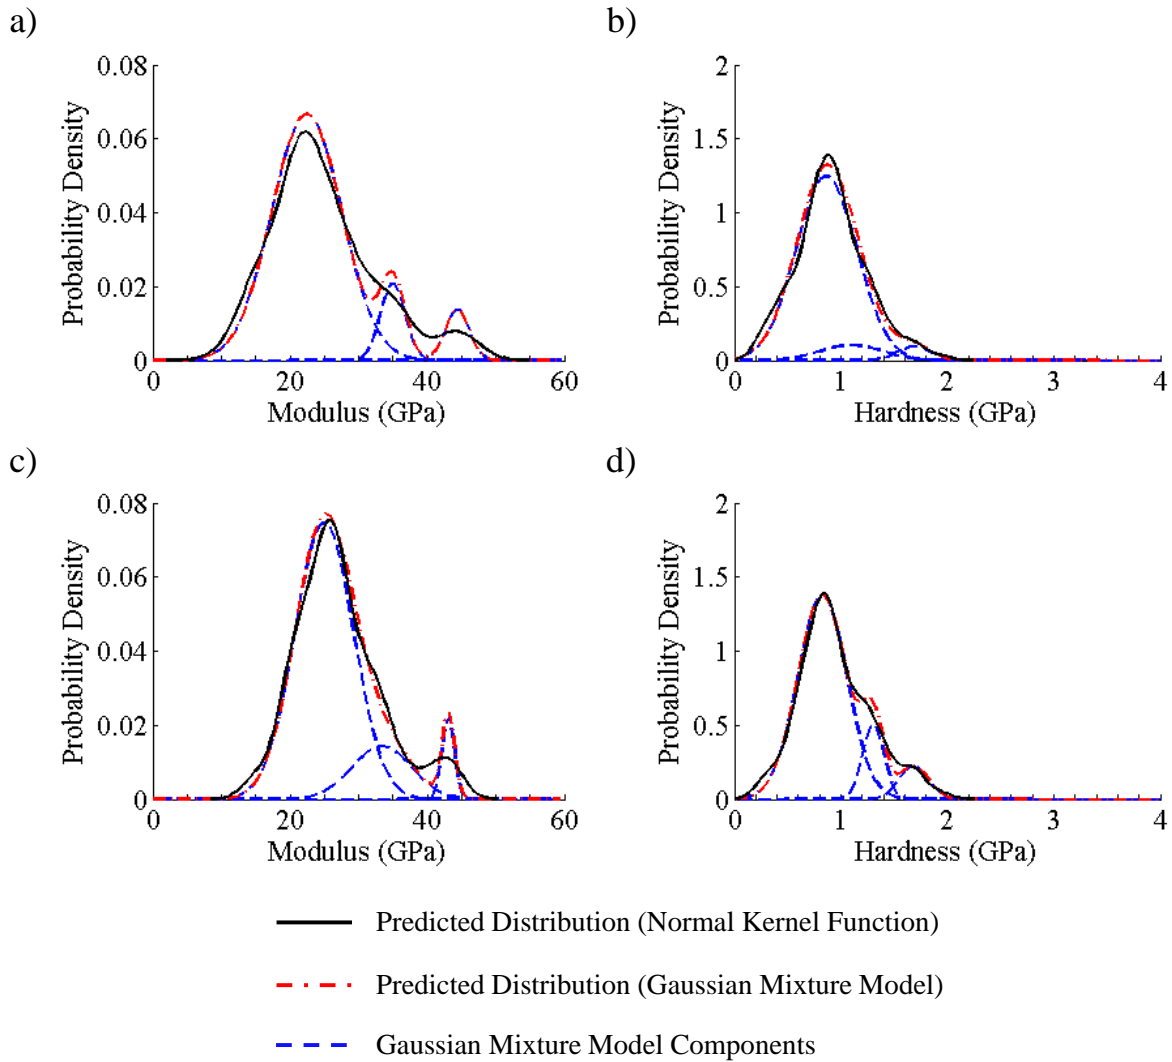 a)
0.08
0.06
0.04
0.02
0
Probability Density
0 20 40 60
Modulus (GPa)
b)
2
1.5
1
0.5
0
Probability Density
0 1 2 3 4
Hardness (GPa)
c)
0.08
0.06
0.04
0.02
0
Probability Density
0 20 40 60
Modulus (GPa)
d)
2
1.5
1
0.5
0
Probability Density
0 1 2 3 4
Hardness (GPa)
Predicted Distribution (Normal Kernel Function)
Predicted Distribution (Gaussian Mixture Model)
Gaussian Mixture Model Components